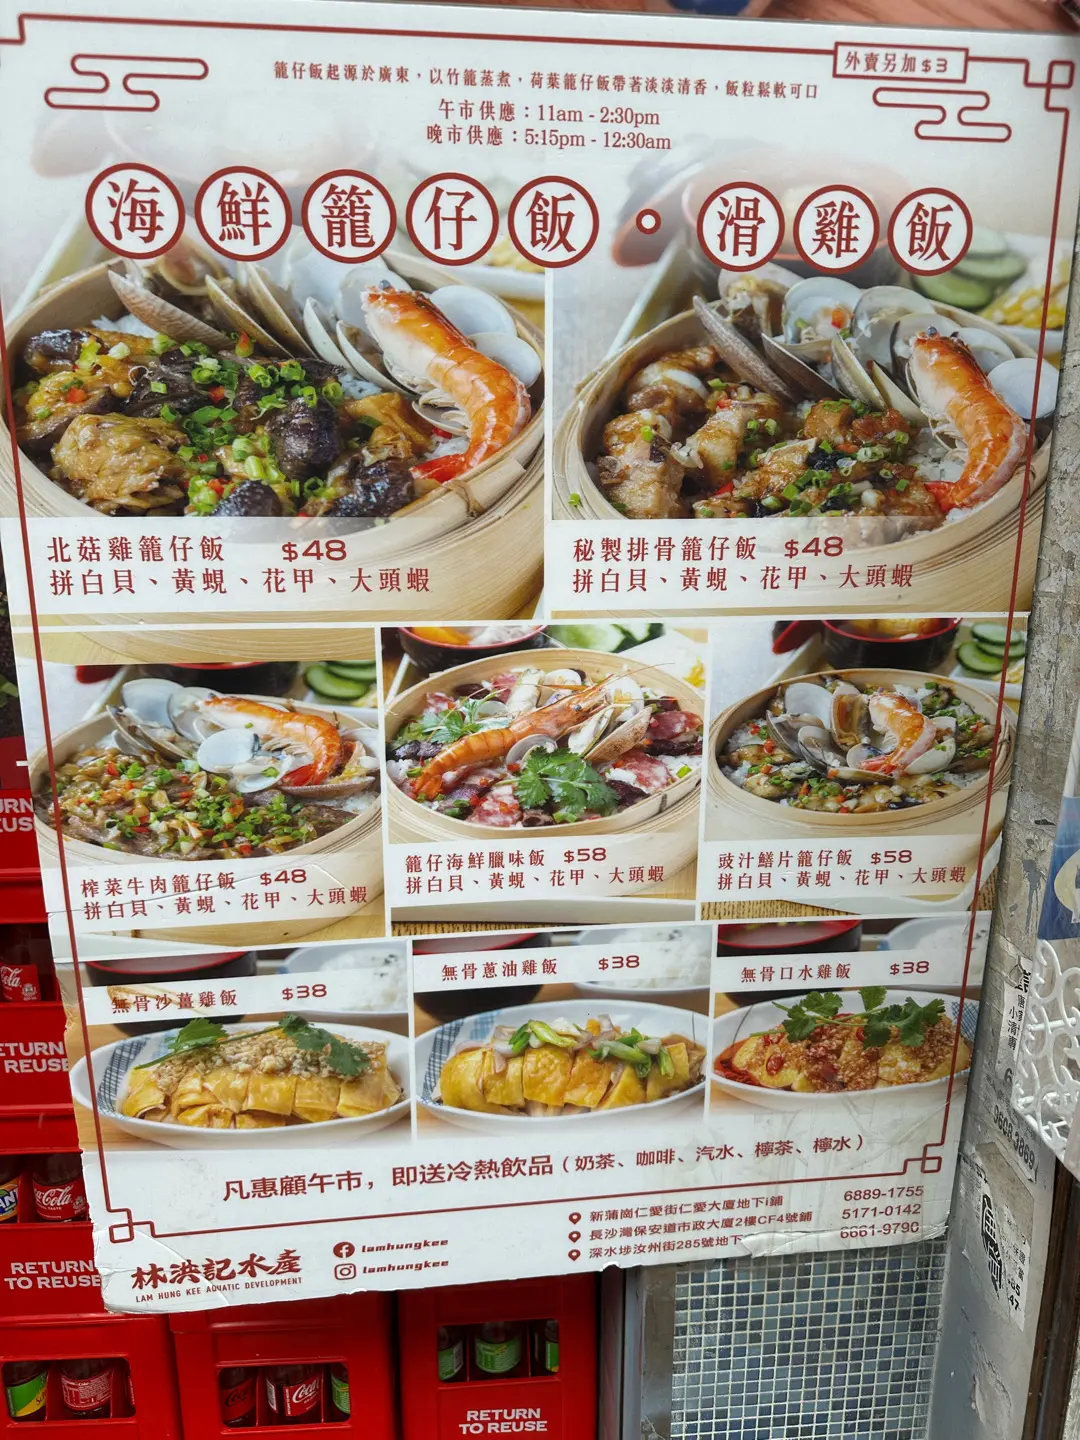 外賣另加$3
籠仔飯起源於廣東，以竹籠蒸煮，荷葉籠仔飯帶著淡淡清香，飯粒鬆軟可口
午市供應：11am - 2:30pm
晚市供應：5:15pm - 12:30am
海鮮籠仔飯·滑雞飯
北菇雞籠仔飯 $48
拼白貝、黃蜆、花甲、大頭蝦
秘製排骨籠仔飯 $48
拼白貝、黃蜆、花甲、大頭蝦
榨菜牛肉籠仔飯 $48
拼白貝、黃蜆、花甲、大頭蝦
籠仔海鮮臘味飯 $58
拼白貝、黃蜆、花甲、大頭蝦
豉汁鱔片籠仔飯 $58
拼白貝、黃蜆、花甲、大頭蝦
無骨沙薑雞飯 $38
無骨蔥油雞飯 $38
無骨口水雞飯 $38
凡惠顧午市，即送冷熱飲品（奶茶、咖啡、汽水、檸茶、檸水）
林洪記水產
LAM HUNG KEE AQUATIC DEVELOPMENT
lamhungkee
lamhungkee
新蒲崗仁愛街仁愛大廈地下i鋪 6889-1755
長沙灣保安道市政大廈2樓CF4號鋪 5171-0142
深水埗汝州街285號地下 6661-9790
RETURN
TO REUSE
RETURN
TO REUSE
Coca-Cola
9608 3869